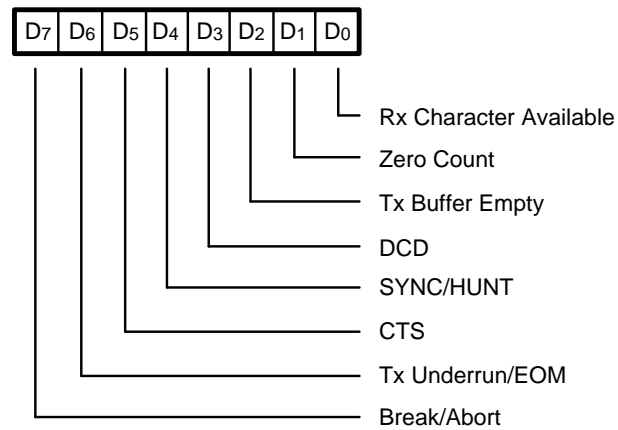 D7 D6 D5 D4 D3 D2 D1 D0
Rx Character Available
Zero Count
Tx Buffer Empty
DCD
SYNC/HUNT
CTS
Tx Underrun/EOM
Break/Abort